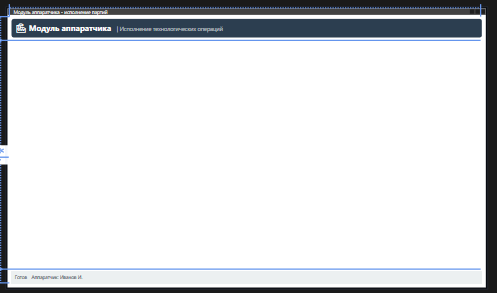 Модуль аппаратчика - исполнение партий
Модуль аппаратчика | Исполнение технологических операций
Готов Аппаратчик: Иванов И.